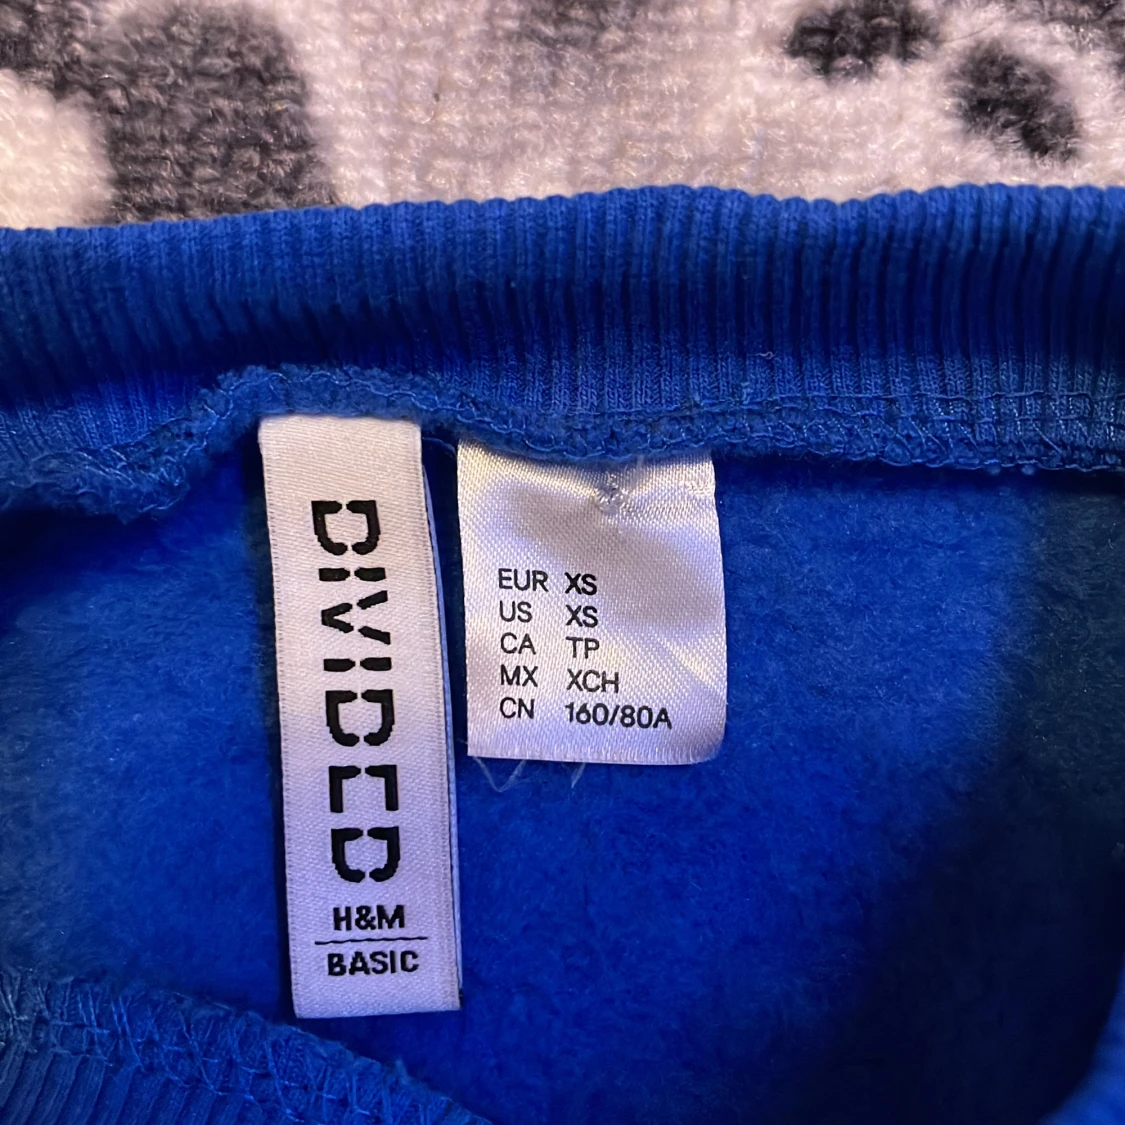 DIVIDED
H&M
BASIC
EUR XS
US XS
CA TP
MX XCH
CN 160/80A